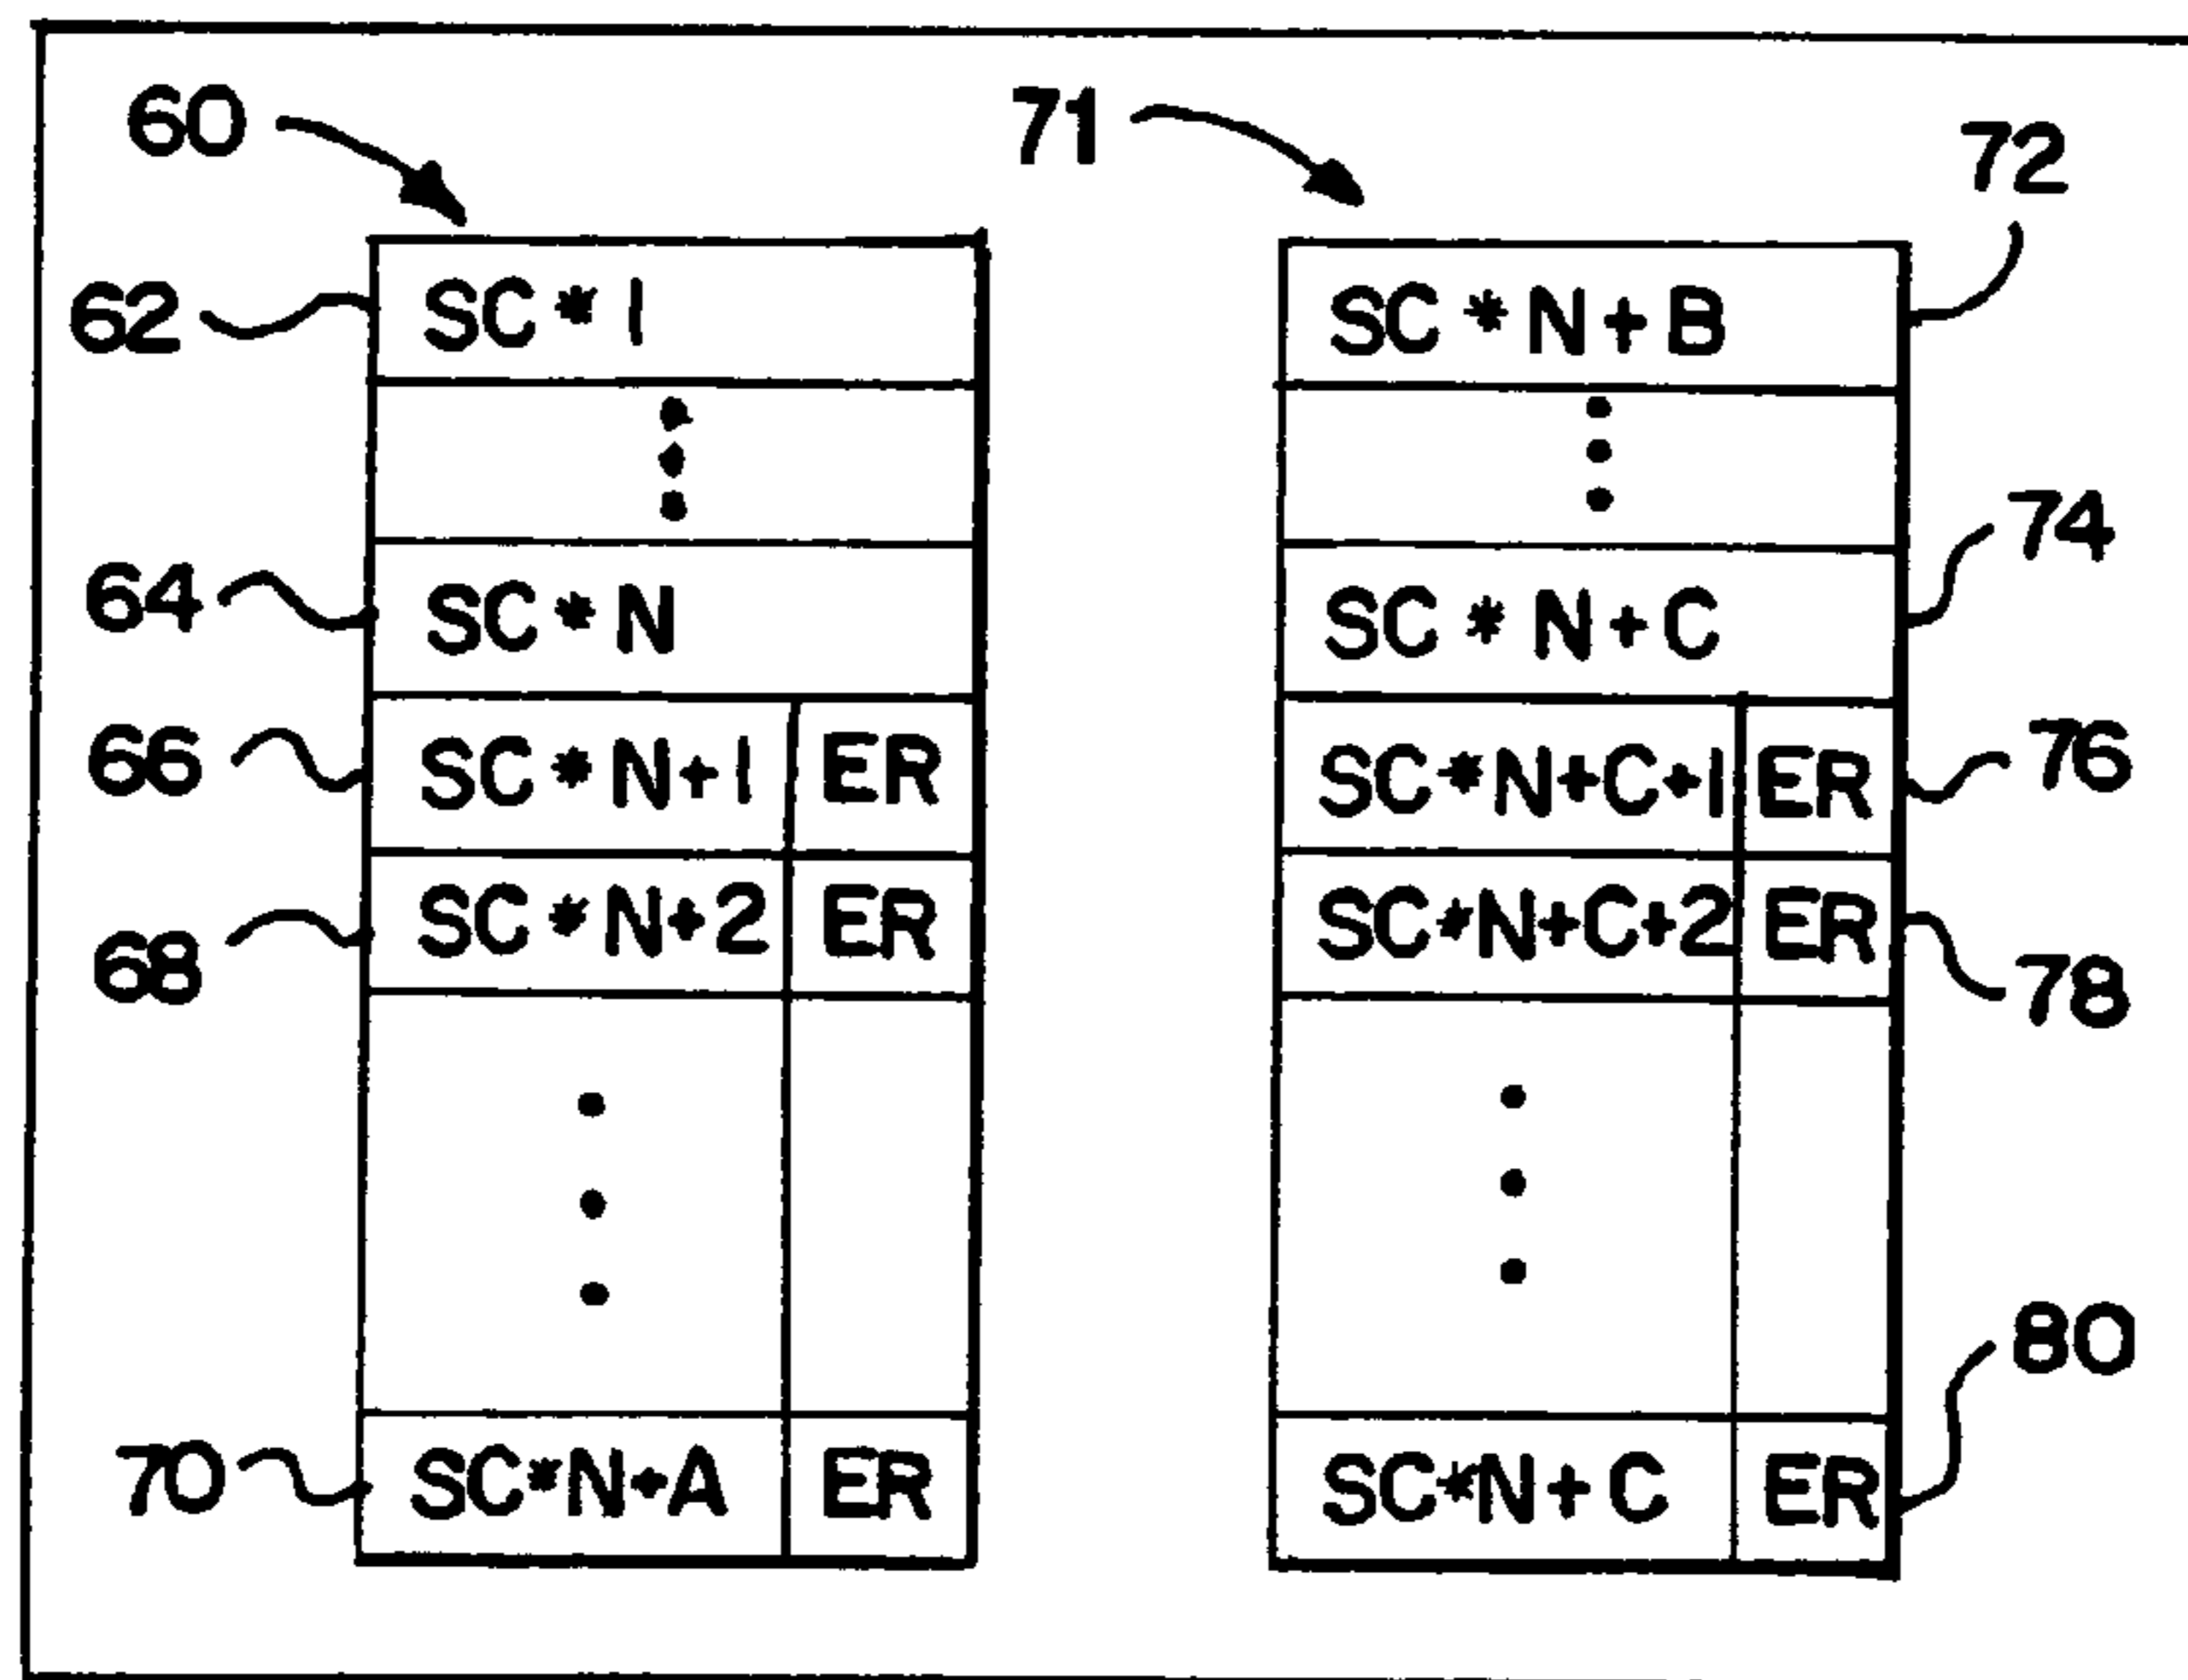 60
71
72
62
SC * 1
SC * N + B
64
SC * N
74
SC * N + C
66
SC * N+1 ER
76
SC*N+C+1 ER
68
SC * N+2 ER
78
SC*N+C+2 ER
70
SC*N+A ER
80
SC*N+C ER